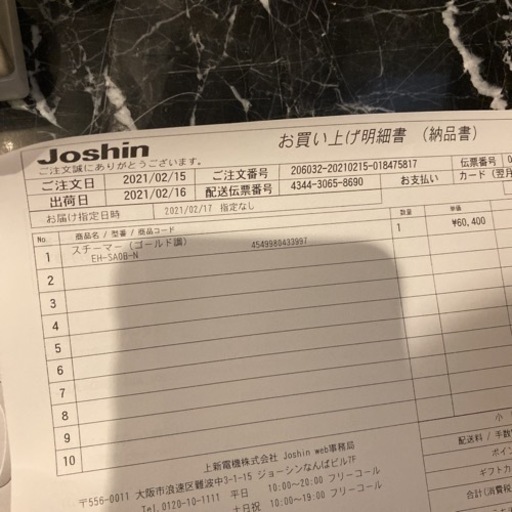 Joshin
お買い上げ明細書 (納品書)
ご注文誠にありがとうございます。
ご注文日 2021/02/15 ご注文番号 206032-20210215-018475817 伝票番号
出荷日 2021/02/16 配送伝票番号 4344-3065-8690 お支払い カード (翌月
お届け指定日時 2021/02/17 指定なし
No. 商品名 / 型番 / 商品コード 数量 単価
1 スチーマー (ゴールド調) 4549980433997 1 ¥60,400
EH-SA0B-N
2
3
4
5
6
7
8
9
10
小
配送料 / 手数
ポイン
ギフトカ
合計(消費税
上新電機株式会社 Joshin web事務局
〒556-0011 大阪市浪速区難波中3-1-15 ジョーシンなんばビル7F
TEL.0120-10-1111 平日 10:00～20:00 フリーコール
土日祝 10:00～19:00 フリーコール